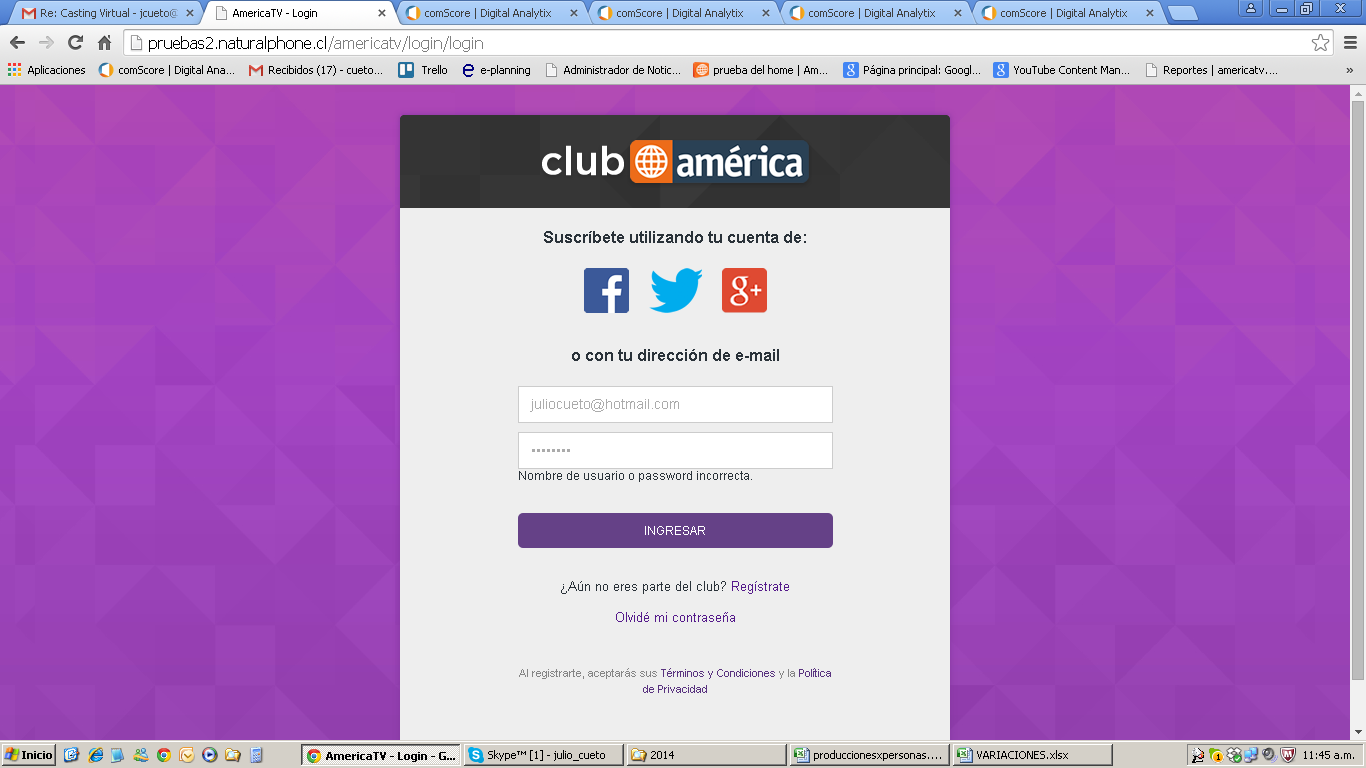 Re: Casting Virtual - jcueto@
AmericaTV - Login
comScore | Digital Analytix
comScore | Digital Analytix
comScore | Digital Analytix
comScore | Digital Analytix
pruebas2.naturalphone.cl/americatv/login/login
Aplicaciones
comScore | Digital Ana...
Recibidos (17) - cueto...
Trello
e-planning
Administrador de Notic...
prueba del home | Am...
Página principal: Googl...
YouTube Content Man...
Reportes | americatv....
»
club américa
Suscríbete utilizando tu cuenta de:
f
g+
o con tu dirección de e-mail
juliocueto@hotmail.com
••••••••
Nombre de usuario o password incorrecta.
INGRESAR
¿Aún no eres parte del club? Regístrate
Olvidé mi contraseña
Al registrarte, aceptarás sus Términos y Condiciones y la Política
de Privacidad
Inicio
AmericaTV - Login - G...
Skype™ [1] - julio_cueto
2014
produccionesxpersonas....
VARIACIONES.xlsx
11:45 a.m.